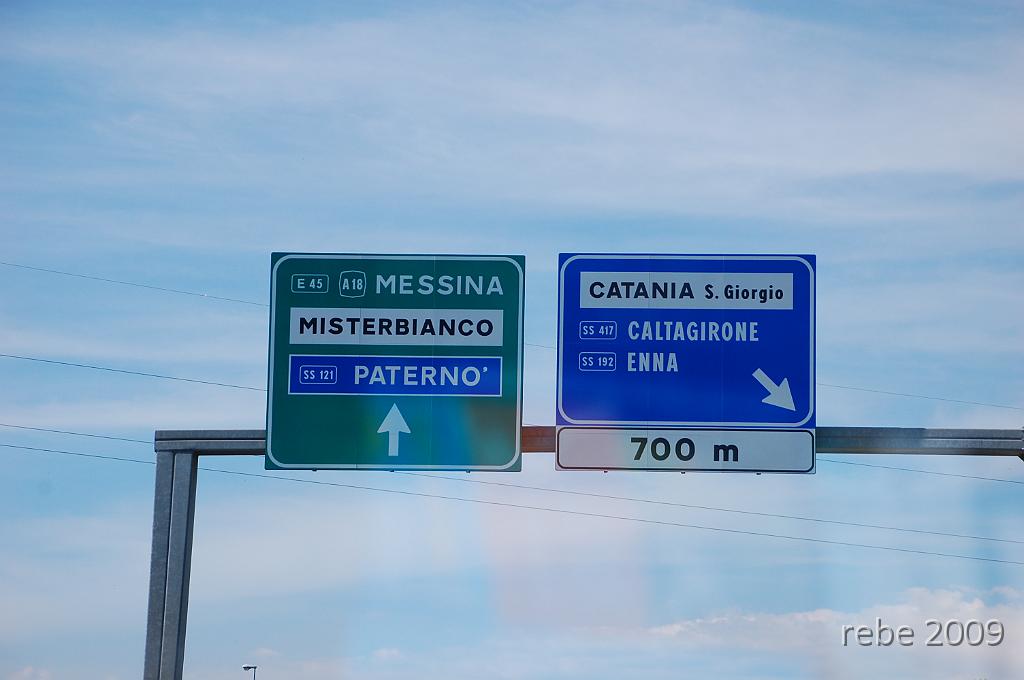 E 45 A18 MESSINA
MISTERBIANCO
SS 121 PATERNO'
CATANIA S. Giorgio
SS 417 CALTAGIRONE
SS 192 ENNA
700 m
rebe 2009